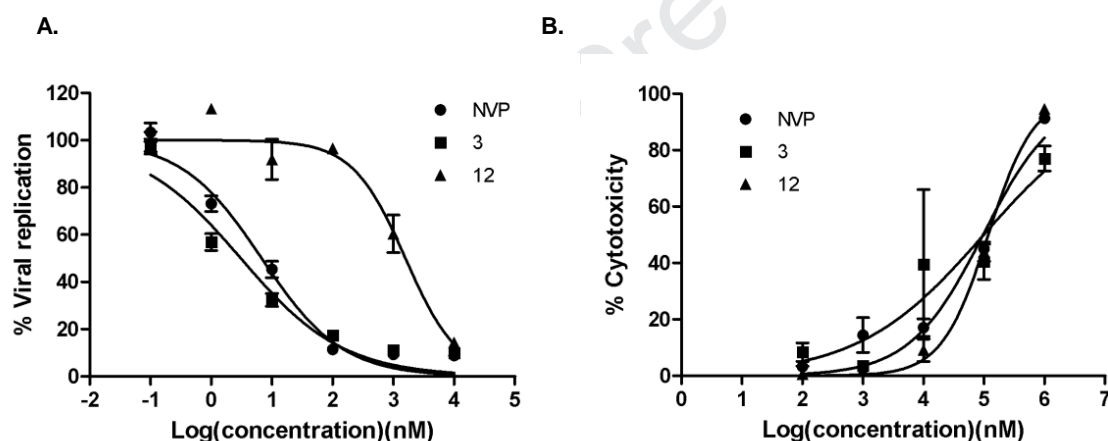 A.
B.
120
100
80
60
40
20
0
% Viral replication
-2 -1 0 1 2 3 4 5
Log(concentration)(nM)
NVP
3
12
100
80
60
40
20
0
% Cytotoxicity
0 1 2 3 4 5 6 7
Log(concentration)(nM)
NVP
3
12